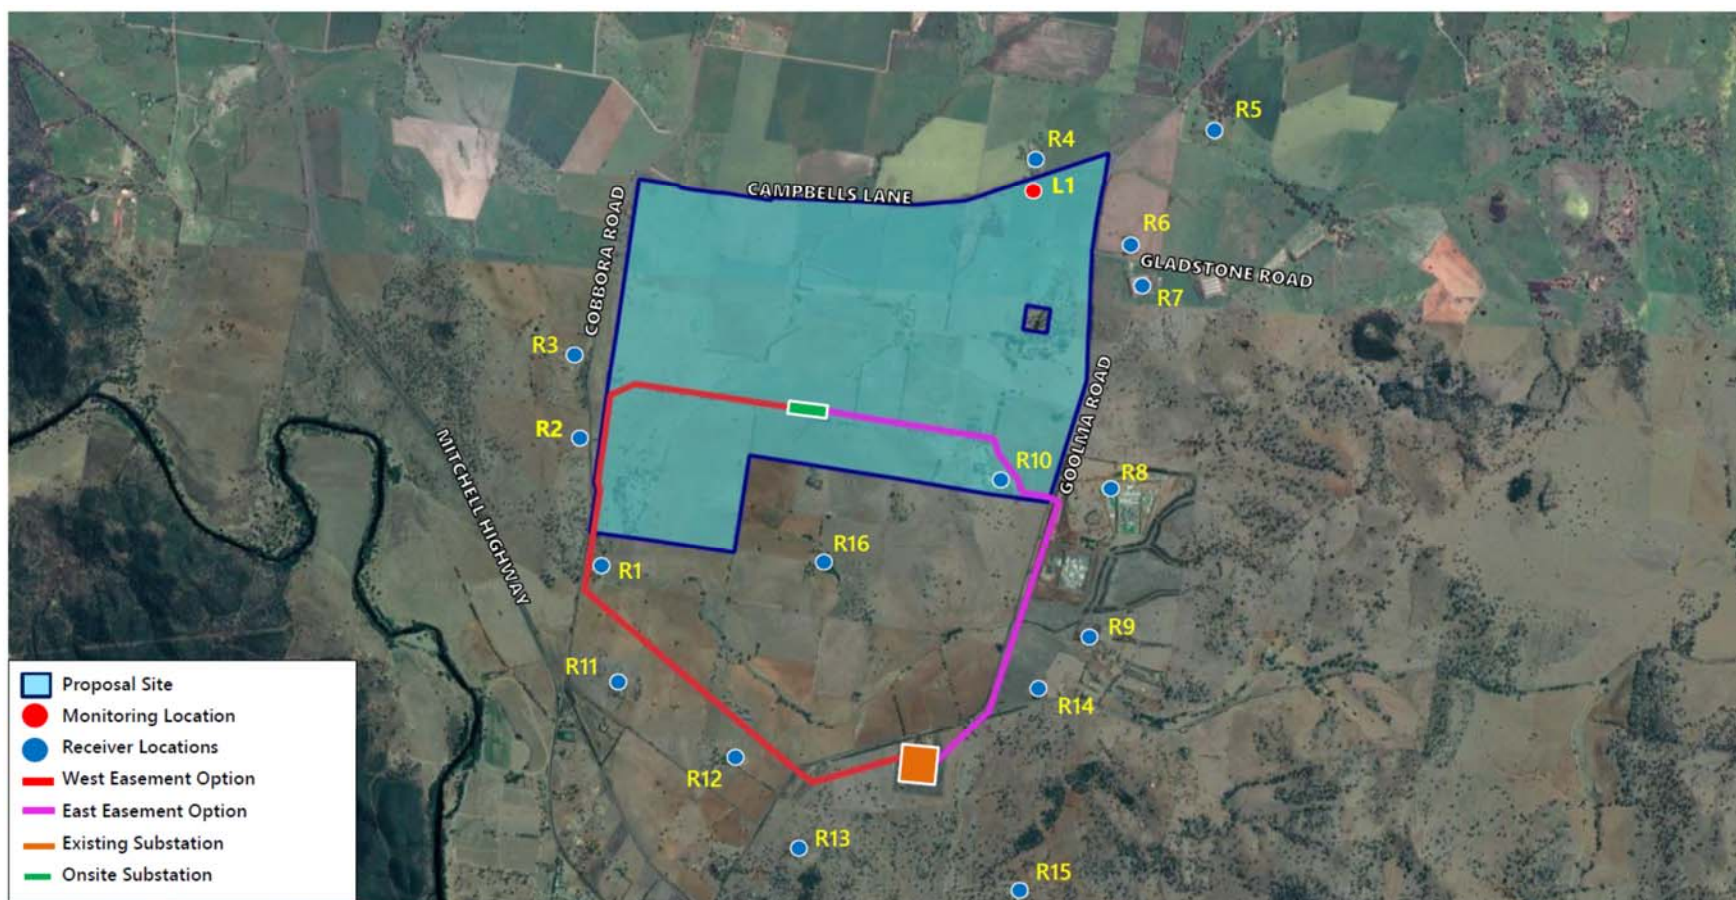 R5
R4
CAMPBELLS LANE
L1
COBBORA ROAD
R6
GLADSTONE ROAD
R7
R3
GOOLMA ROAD
R2
MITCHELL HIGHWAY
R10
R8
R16
R1
R9
R11
R14
R12
R13
R15
Proposal Site
Monitoring Location
Receiver Locations
West Easement Option
East Easement Option
Existing Substation
Onsite Substation